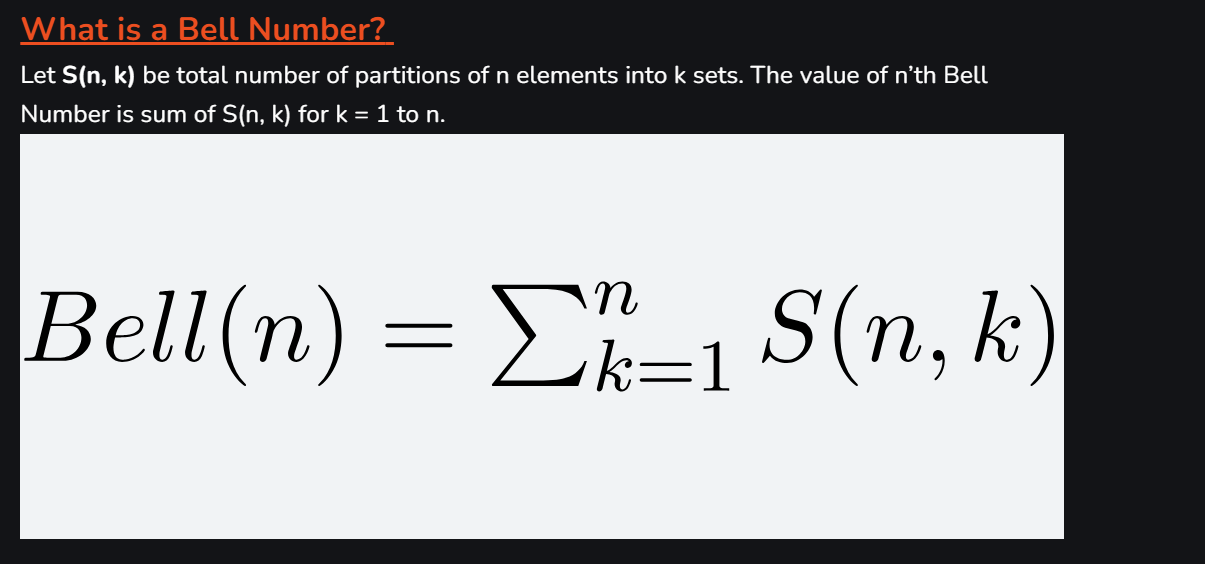 What is a Bell Number?
Let S(n, k) be total number of partitions of n elements into k sets. The value of n’th Bell
Number is sum of S(n, k) for k = 1 to n.
Bell(n) = ∑ⁿₖ₌₁ S(n, k)